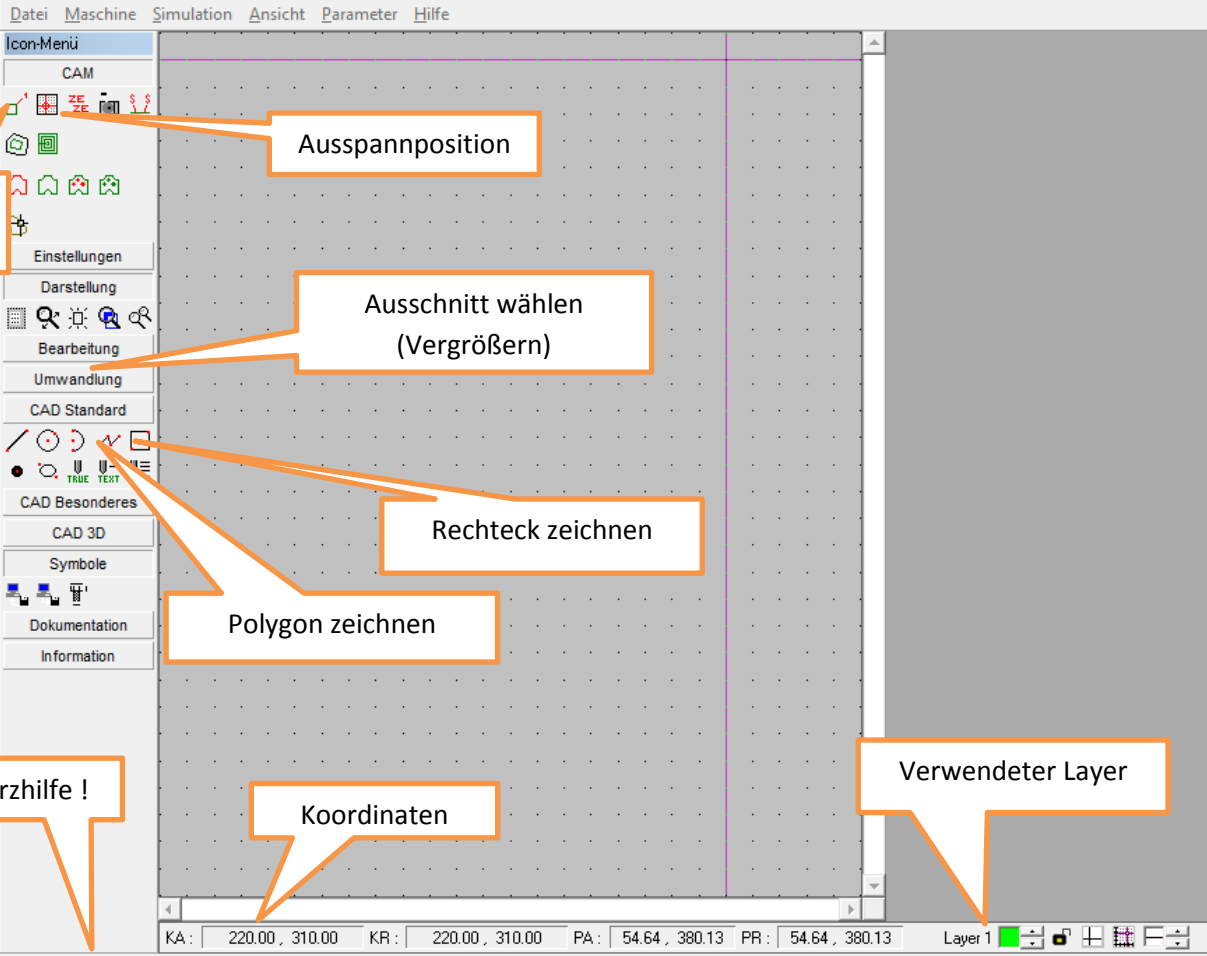 Datei Maschine Simulation Ansicht Parameter Hilfe
Icon-Menü
CAM
ZE
ZE
Ausspannposition
Einstellungen
Darstellung
Ausschnitt wählen
(Vergrößern)
Bearbeitung
Umwandlung
CAD Standard
TRUE TEXT
CAD Besonderes
Rechteck zeichnen
CAD 3D
Symbole
Polygon zeichnen
Dokumentation
Information
Verwendeter Layer
rzhilfe !
Koordinaten
KA : 220.00 , 310.00 KR : 220.00 , 310.00 PA : 54.64 , 380.13 PR : 54.64 , 380.13 Layer 1